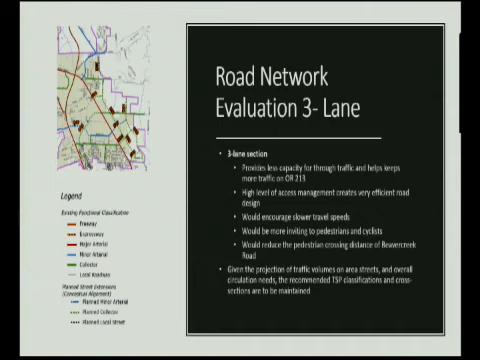 Road Network
Evaluation 3- Lane
• 3-lane section
• Provides less capacity for through traffic and helps keeps
more traffic on OR 213
• High level of access management creates very efficient road
design
• Would encourage slower travel speeds
• Would be more inviting to pedestrians and cyclists
• Would reduce the pedestrian crossing distance of Beavercreek
Road
• Given the projection of traffic volumes on area streets, and overall
circulation needs, the recommended TSP classifications and cross-
sections are to be maintained
Legend
Existing Functional Classification
Freeway
Expressway
Major Arterial
Minor Arterial
Collector
Local Roadway
Planned Street Extensions
(Conceptual Alignment)
Planned Minor Arterial
Planned Collector
Planned Local Street